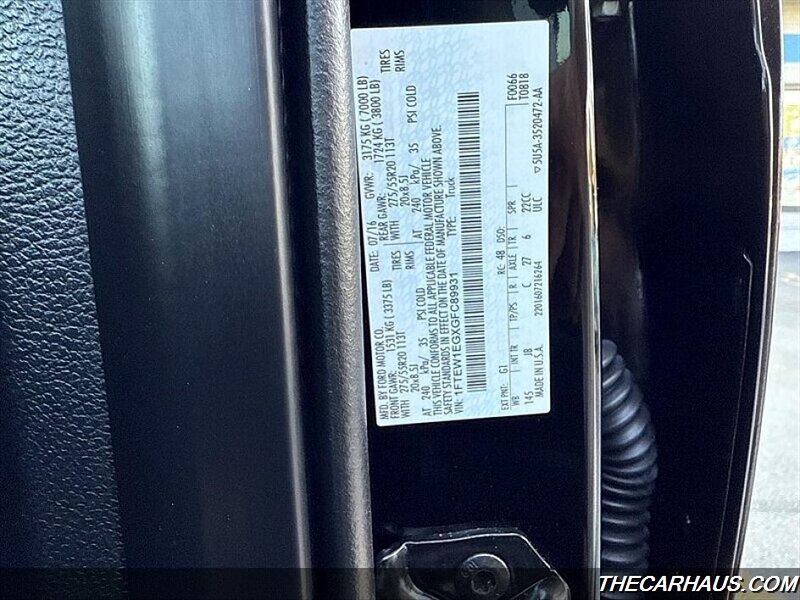 MFD. BY FORD MOTOR CO.
DATE: 07/16 GVWR: 3175 KG ( 7000 LB)
FRONT GAWR: 1531 KG ( 3375 LB) REAR GAWR: 1724 KG ( 3800 LB)
WITH 275/55R20 113T TIRES WITH 275/55R20 113T TIRES
20x8.5J RIMS 20x8.5J RIMS
AT 240 kPa/ 35 PSI COLD AT 240 kPa/ 35 PSI COLD
THIS VEHICLE CONFORMS TO ALL APPLICABLE FEDERAL MOTOR VEHICLE
SAFETY STANDARDS IN EFFECT ON THE DATE OF MANUFACTURE SHOWN ABOVE
VIN: 1FTEW1EGXGFC89931 TYPE: Truck
F0066
T0818
EXT PNT: G1 RC: 48 DSO:
WB INT TR TP/PS R AXLE TR SPR
145 JB C 27 6 22CC
MADE IN U.S.A. ULC
2201607216264 5U5A-3520472-AA
THECARHAUS.COM